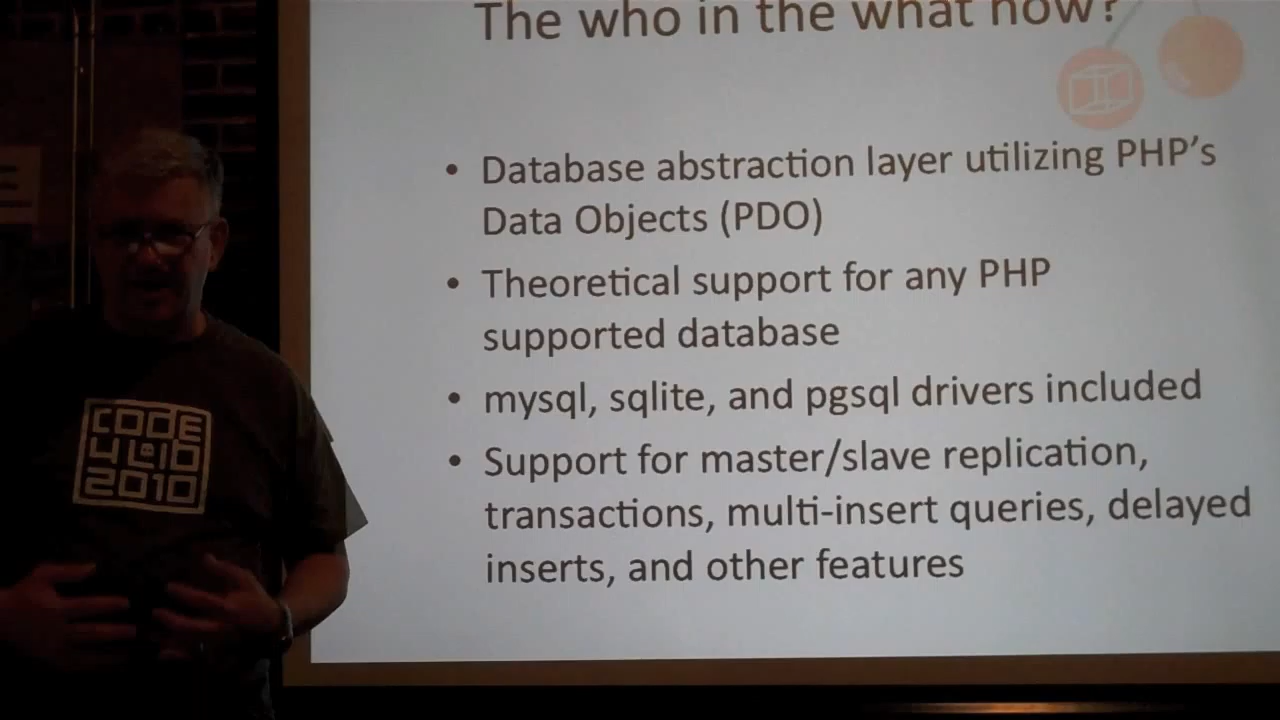 The who in the what now?
• Database abstraction layer utilizing PHP's
Data Objects (PDO)
• Theoretical support for any PHP
supported database
• mysql, sqlite, and pgsql drivers included
• Support for master/slave replication,
transactions, multi-insert queries, delayed
inserts, and other features
CODE
4LIB
2010